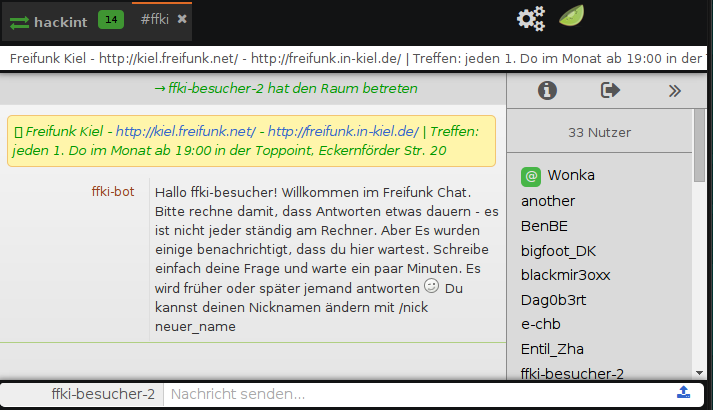 hackint 14 #ffki ✖
Freifunk Kiel - http://kiel.freifunk.net/ - http://freifunk.in-kiel.de/ | Treffen: jeden 1. Do im Monat ab 19:00 in der T
→ ffki-besucher-2 hat den Raum betreten
Freifunk Kiel - http://kiel.freifunk.net/ - http://freifunk.in-kiel.de/ | Treffen:
jeden 1. Do im Monat ab 19:00 in der Toppoint, Eckernförder Str. 20
ffki-bot
Hallo ffki-besucher! Willkommen im Freifunk Chat.
Bitte rechne damit, dass Antworten etwas dauern - es
ist nicht jeder ständig am Rechner. Aber Es wurden
einige benachrichtigt, dass du hier wartest. Schreibe
einfach deine Frage und warte ein paar Minuten. Es
wird früher oder später jemand antworten Du
kannst deinen Nicknamen ändern mit /nick
neuer_name
33 Nutzer
@ Wonka
another
BenBE
bigfoot_DK
blackmir3oxx
Dag0b3rt
e-chb
Entil_Zha
ffki-besucher-2
ffki-besucher-2 Nachricht senden...